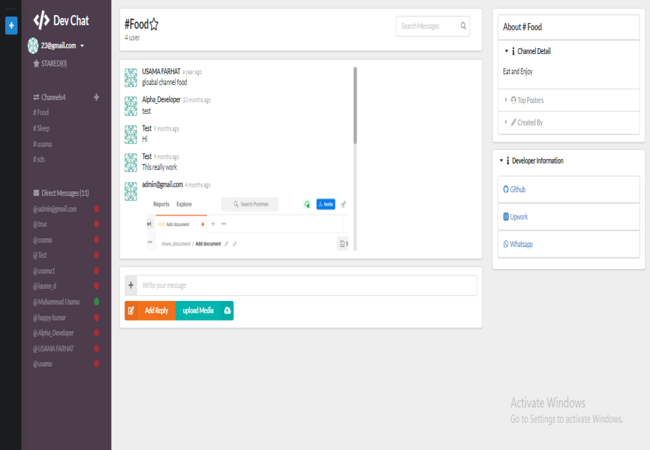 Dev Chat
23@gmail.com
STARED(0)
Channels4
# Food
# Sleep
# usama
# sds
Direct Messages (11)
@admin@gmail.com
@true
@osama
@Test
@usama1
@lauren_d
@Muhammad Usama
@happy-kumar
@Alpha_Developer
@USAMA FARHAT
@usama
#Food
4 user
Search Messages
USAMA FARHAT a year ago
gloabal channel food
Alpha_Developer 10 months ago
test
Test 9 months ago
Hi
Test 8 months ago
This really work
admin@gmail.com 4 months ago
Reports Explore Search Postman Invite
Add document
share_document / Add document
Write your message
Add Reply upload Media
About # Food
Channel Detail
Eat and Enjoy
Top Posters
Created By
Developer Information
Github
Upwork
Whatsapp
Activate Windows
Go to Settings to activate Windows.